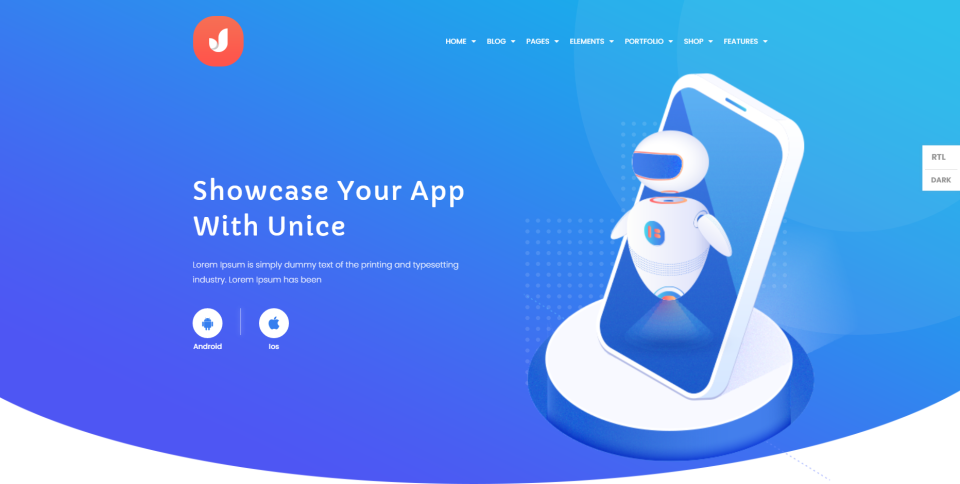 HOME BLOG PAGES ELEMENTS PORTFOLIO SHOP FEATURES
RTL
DARK
Showcase Your App
With Unice
Lorem Ipsum is simply dummy text of the printing and typesetting
industry. Lorem Ipsum has been
Android Ios